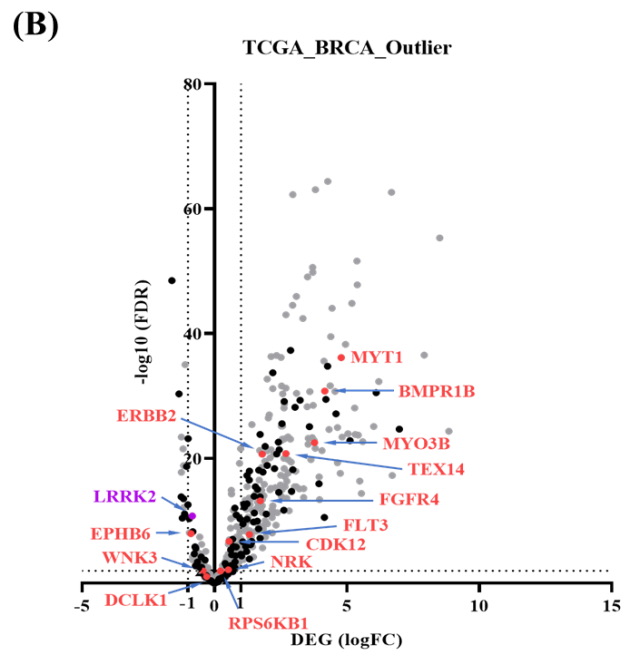 (B)
TCGA_BRCA_Outlier
80
60
40
20
-log10 (FDR)
MYT1
BMPR1B
ERBB2
MYO3B
TEX14
LRRK2
FGFR4
EPHB6
FLT3
CDK12
WNK3
NRK
DCLK1
RPS6KB1
-5
-1
0
1
5
10
15
DEG (logFC)